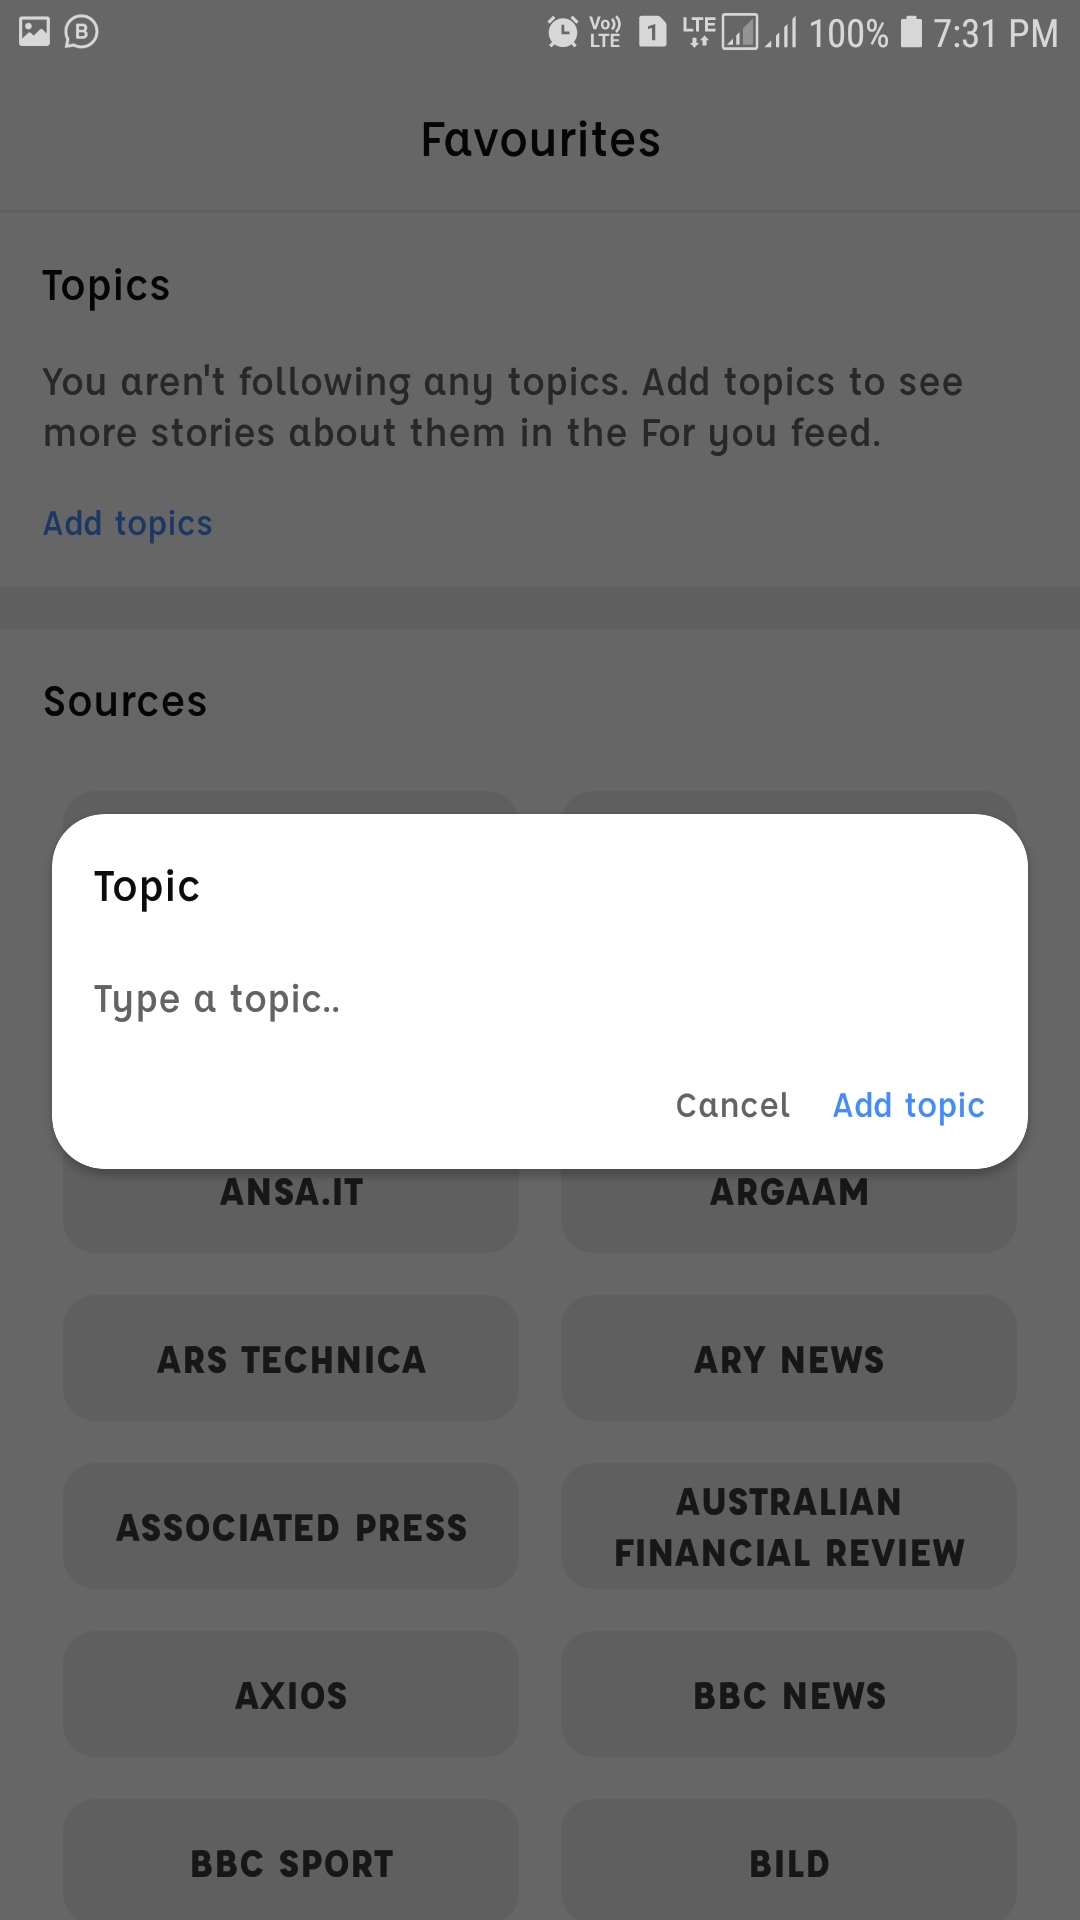 B Vo)) LTE 1 LTE 100% 7:31 PM
Favourites
Topics
You aren't following any topics. Add topics to see
more stories about them in the For you feed.
Add topics
Sources
Topic
Type a topic..
Cancel Add topic
ANSA.IT ARGAAM
ARS TECHNICA ARY NEWS
ASSOCIATED PRESS AUSTRALIAN
FINANCIAL REVIEW
AXIOS BBC NEWS
BBC SPORT BILD